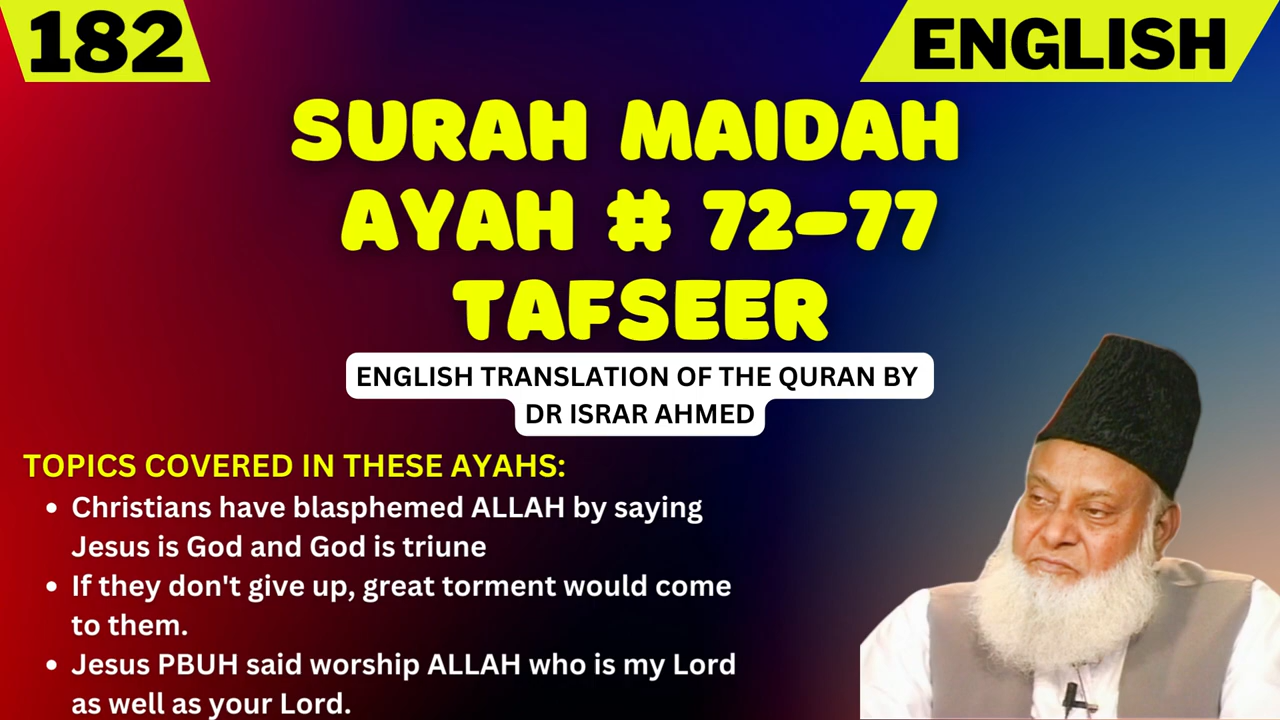 182
ENGLISH
SURAH MAIDAH
AYAH # 72-77
TAFSEER
ENGLISH TRANSLATION OF THE QURAN BY
DR ISRAR AHMED
TOPICS COVERED IN THESE AYAHS:
• Christians have blasphemed ALLAH by saying
Jesus is God and God is triune
• If they don't give up, great torment would come
to them.
• Jesus PBUH said worship ALLAH who is my Lord
as well as your Lord.